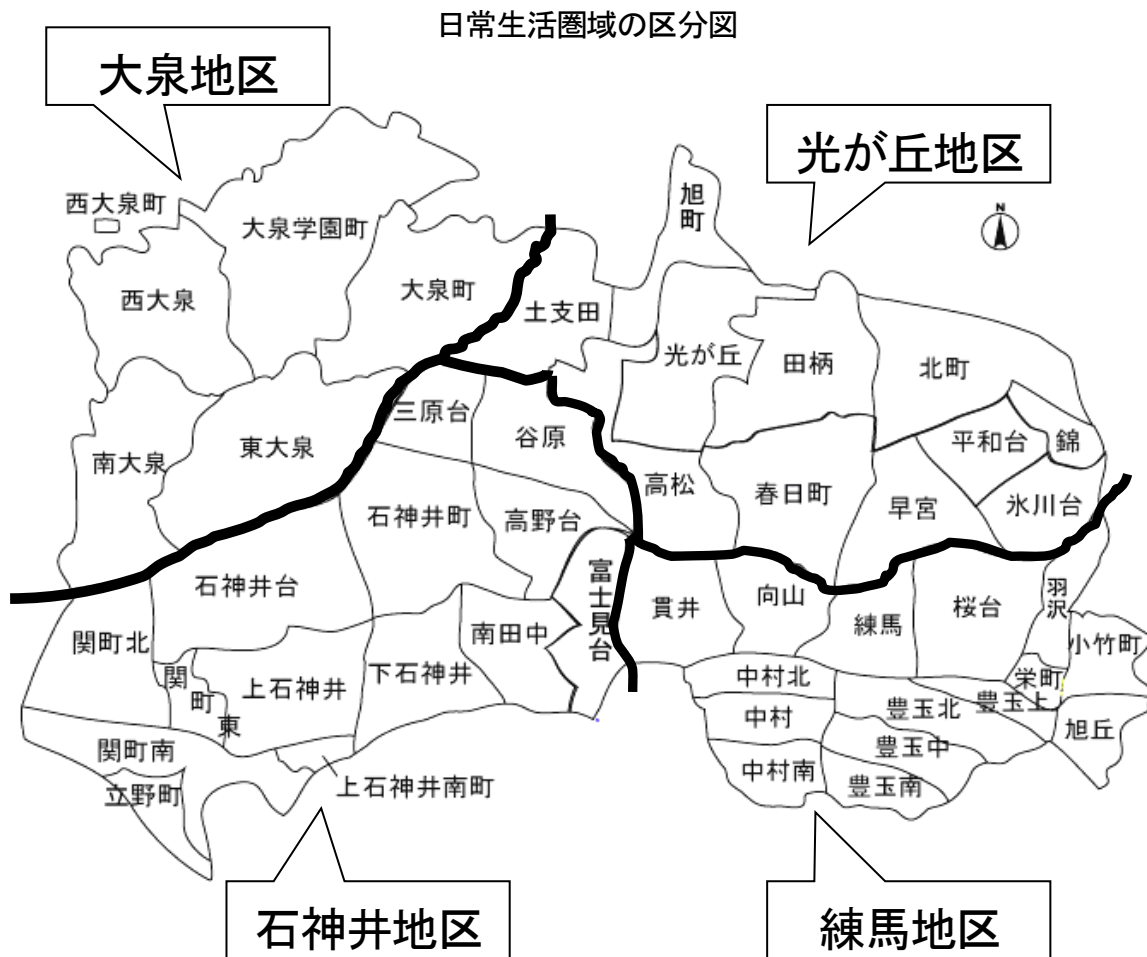 日常生活圏域の区分図
大泉地区
光が丘地区
旭町
西大泉町
大泉学園町
N
西大泉
大泉町
土支田
光が丘
田柄
北町
三原台
谷原
平和台
錦
南大泉
東大泉
高松
春日町
早宮
氷川台
石神井町
高野台
富士見台
石神井台
貫井
向山
練馬
桜台
羽沢
関町北
南田中
小竹町
関町東
上石神井
下石神井
中村北
栄町
豊玉北
豊玉上
中村
旭丘
関町南
豊玉中
立野町
上石神井南町
中村南
豊玉南
石神井地区
練馬地区